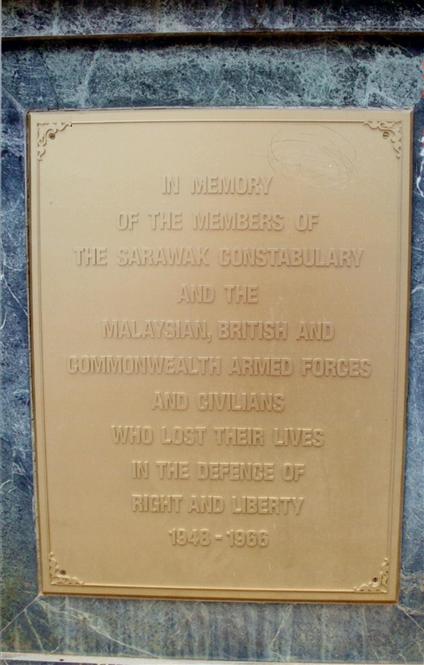 IN MEMORY
OF THE MEMBERS OF
THE SARAWAK CONSTABULARY
AND THE
MALAYSIAN, BRITISH AND
COMMONWEALTH ARMED FORCES
AND CIVILIANS
WHO LOST THEIR LIVES
IN THE DEFENCE OF
RIGHT AND LIBERTY
1948 - 1966